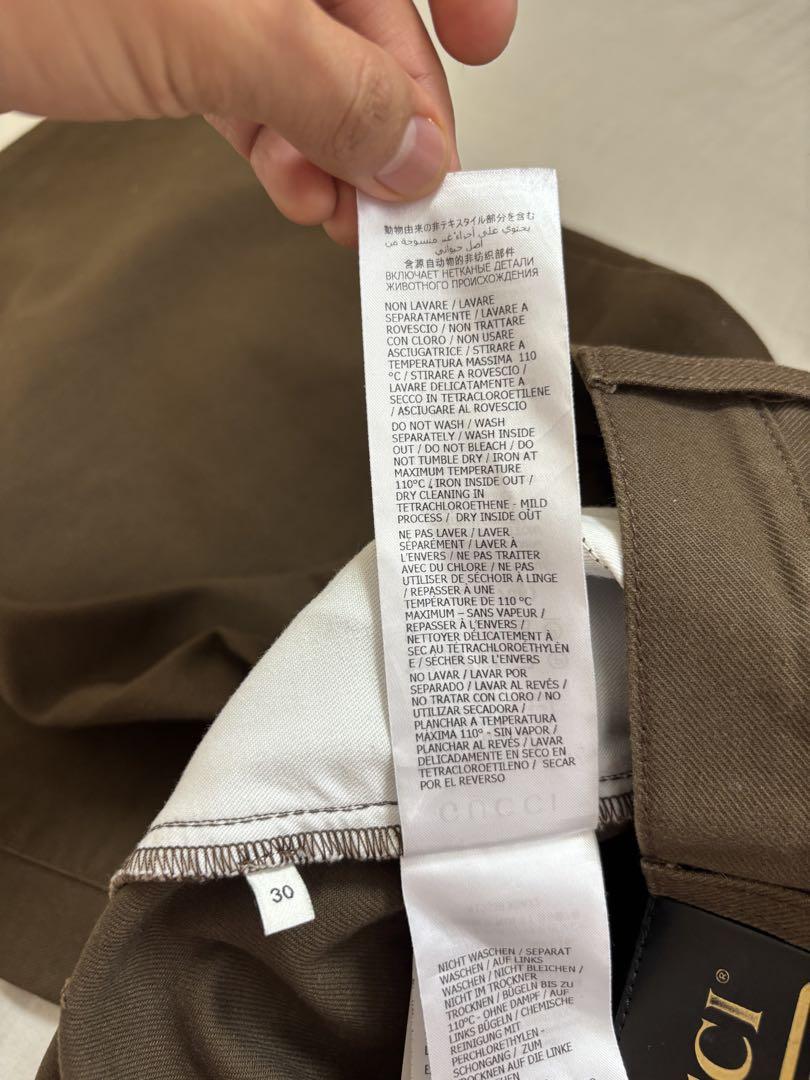 動物由来の非テキスタイル部分を含む
يحتوي على أجزاء غير منسوجة من
أصل حيواني
含源自动物的非纺织部件
ВКЛЮЧАЕТ НЕТКАНЫЕ ДЕТАЛИ
ЖИВОТНОГО ПРОИСХОЖДЕНИЯ
NON LAVARE / LAVARE
SEPARATAMENTE / LAVARE A
ROVESCIO / NON TRATTARE
CON CLORO / NON USARE
ASCIUGATRICE / STIRARE A
TEMPERATURA MASSIMA 110
°C / STIRARE A ROVESCIO /
LAVARE DELICATAMENTE A
SECCO IN TETRACLOROETILENE
/ ASCIUGARE AL ROVESCIO
DO NOT WASH / WASH
SEPARATELY / WASH INSIDE
OUT / DO NOT BLEACH / DO
NOT TUMBLE DRY / IRON AT
MAXIMUM TEMPERATURE
110°C / IRON INSIDE OUT /
DRY CLEANING IN
TETRACHLOROETHENE - MILD
PROCESS / DRY INSIDE OUT
NE PAS LAVER / LAVER
SÉPARÉMENT / LAVER À
L'ENVERS / NE PAS TRAITER
AVEC DU CHLORE / NE PAS
UTILISER DE SÉCHOIR À LINGE
/ REPASSER À UNE
TEMPÉRATURE DE 110 °C
MAXIMUM – SANS VAPEUR /
REPASSER À L'ENVERS /
NETTOYER DÉLICATEMENT À
SEC AU TÉTRACHLOROÉTHYLÈN
E / SÉCHER SUR L'ENVERS
NO LAVAR / LAVAR POR
SEPARADO / LAVAR AL REVÉS /
NO TRATAR CON CLORO / NO
UTILIZAR SECADORA /
PLANCHAR A TEMPERATURA
MÁXIMA 110° - SIN VAPOR /
PLANCHAR AL REVÉS / LAVAR
DELICADAMENTE EN SECO EN
TETRACLOROETILENO / SECAR
POR EL REVERSO
GUCCI
30
NICHT WASCHEN / SEPARAT
WASCHEN / AUF LINKS
WASCHEN / NICHT BLEICHEN /
NICHT IM TROCKNER
TROCKNEN / BÜGELN BIS ZU
110°C - OHNE DAMPF / AUF
LINKS BÜGELN / CHEMISCHE
REINIGUNG MIT
PERCHLORETHYLEN -
SCHONGANG / ZUM
TROCKNEN AUF DIE LINKE
CI®